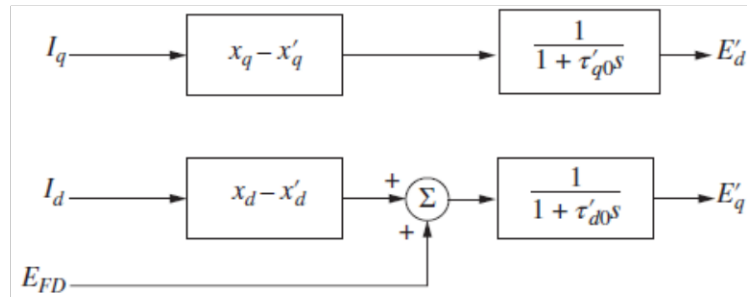 I_q x_q – x′_q 1 / 1 + τ′_q0 s E′_d
I_d x_d – x′_d + Σ + 1 / 1 + τ′_d0 s E′_q
E_FD